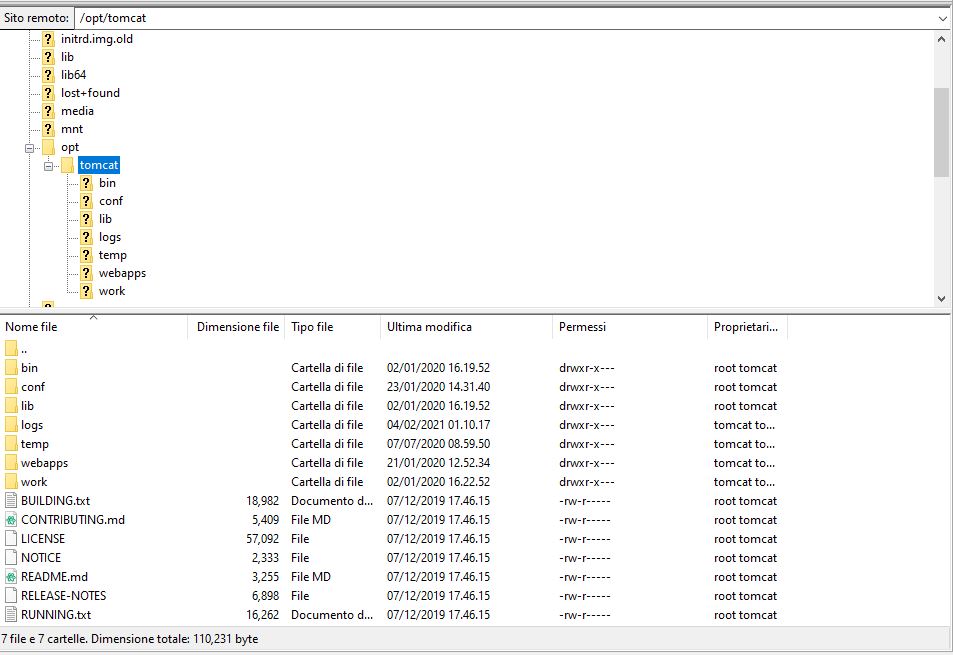 Sito remoto: /opt/tomcat
? initrd.img.old
? lib
? lib64
? lost+found
? media
? mnt
opt
tomcat
? bin
? conf
? lib
? logs
? temp
? webapps
? work
Nome file Dimensione file Tipo file Ultima modifica Permessi Proprietari...
..
bin Cartella di file 02/01/2020 16.19.52 drwxr-x--- root tomcat
conf Cartella di file 23/01/2020 14.31.40 drwxr-x--- root tomcat
lib Cartella di file 02/01/2020 16.19.52 drwxr-x--- root tomcat
logs Cartella di file 04/02/2021 01.10.17 drwxr-x--- tomcat to...
temp Cartella di file 07/07/2020 08.59.50 drwxr-x--- tomcat to...
webapps Cartella di file 21/01/2020 12.52.34 drwxr-x--- tomcat to...
work Cartella di file 02/01/2020 16.22.52 drwxr-x--- tomcat to...
BUILDING.txt 18,982 Documento d... 07/12/2019 17.46.15 -rw-r----- root tomcat
CONTRIBUTING.md 5,409 File MD 07/12/2019 17.46.15 -rw-r----- root tomcat
LICENSE 57,092 File 07/12/2019 17.46.15 -rw-r----- root tomcat
NOTICE 2,333 File 07/12/2019 17.46.15 -rw-r----- root tomcat
README.md 3,255 File MD 07/12/2019 17.46.15 -rw-r----- root tomcat
RELEASE-NOTES 6,898 File 07/12/2019 17.46.15 -rw-r----- root tomcat
RUNNING.txt 16,262 Documento d... 07/12/2019 17.46.15 -rw-r----- root tomcat
7 file e 7 cartelle. Dimensione totale: 110,231 byte